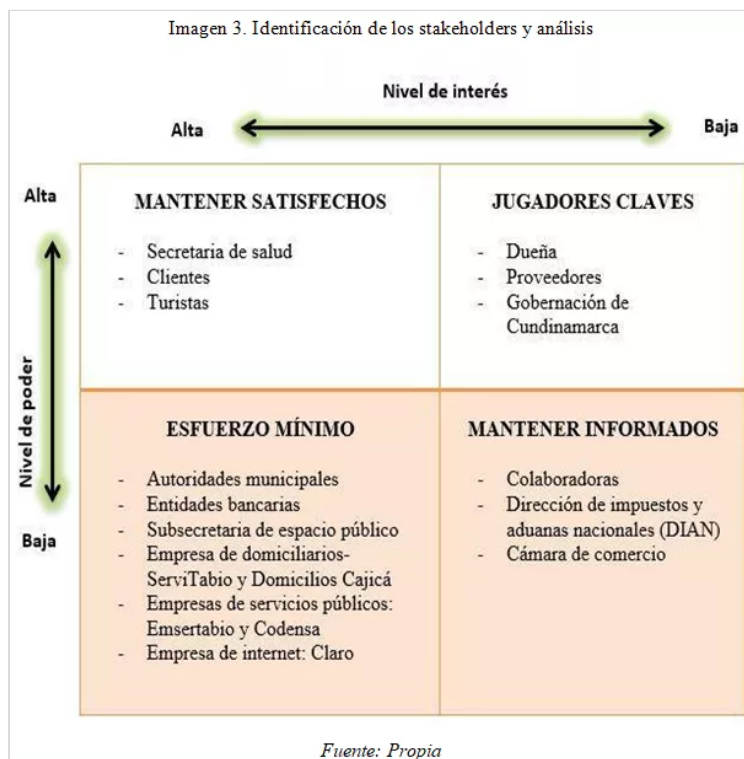 Imagen 3. Identificación de los stakeholders y análisis
Nivel de interés
Alta
Baja
Alta
Nivel de poder
Baja
MANTENER SATISFECHOS
- Secretaria de salud
- Clientes
- Turistas
JUGADORES CLAVES
- Dueña
- Proveedores
- Gobernación de
Cundinamarca
ESFUERZO MÍNIMO
- Autoridades municipales
- Entidades bancarias
- Subsecretaria de espacio público
- Empresa de domiciliarios-
ServiTabio y Domicilios Cajicá
- Empresas de servicios públicos:
Emsertabio y Codensa
- Empresa de internet: Claro
MANTENER INFORMADOS
- Colaboradoras
- Dirección de impuestos y
aduanas nacionales (DIAN)
- Cámara de comercio
Fuente: Propia